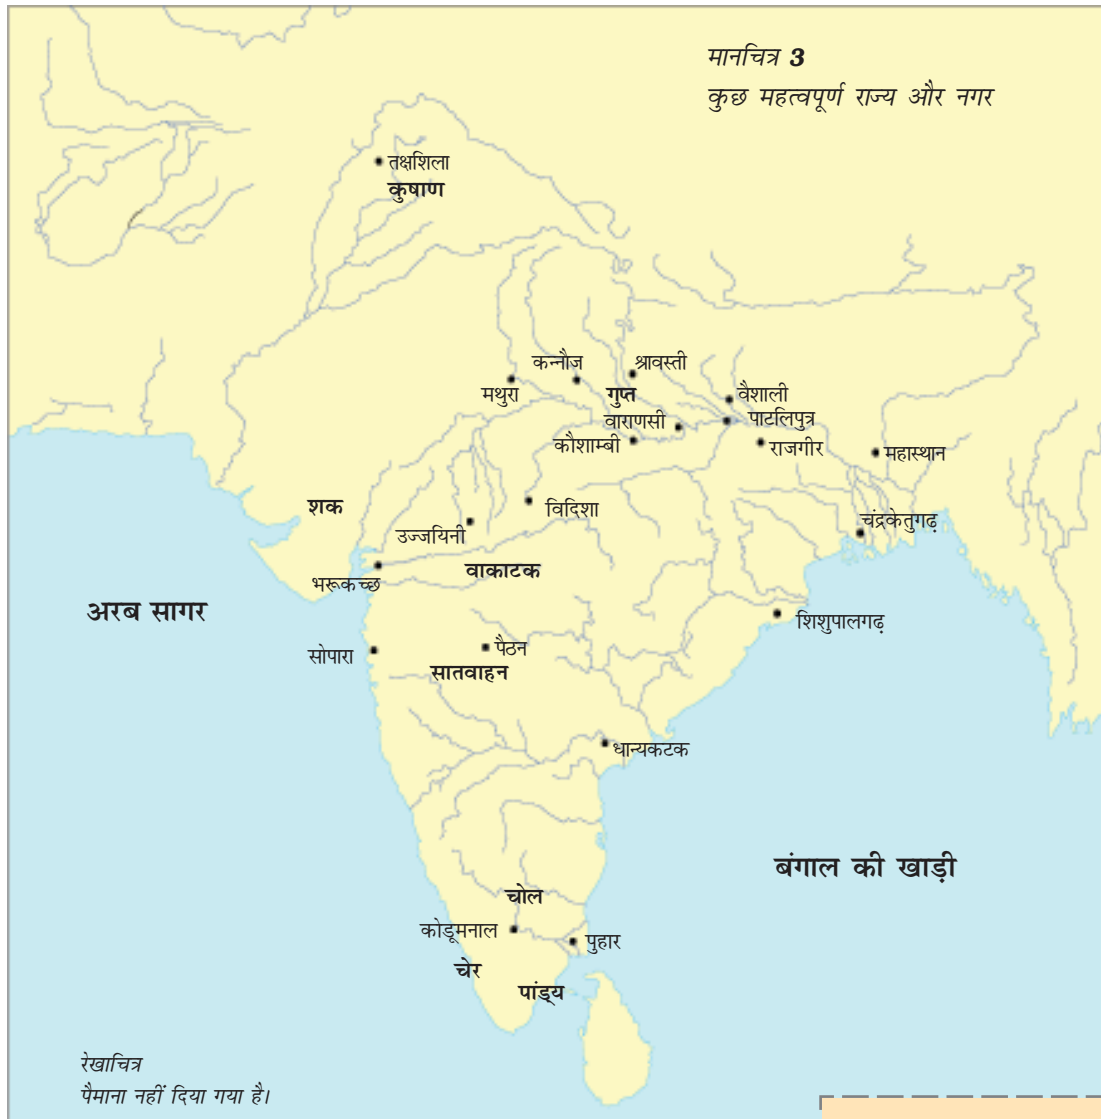 मानचित्र 3
कुछ महत्वपूर्ण राज्य और नगर
तक्षशिला
कुषाण
कन्नौज
श्रावस्ती
मथुरा
गुप्त
वैशाली
वाराणसी
पाटलिपुत्र
कौशाम्बी
राजगीर
महास्थान
शक
विदिशा
उज्जयिनी
चंद्रकेतुगढ़
भरूकच्छ
वाकाटक
अरब सागर
शिशुपालगढ़
सोपारा
पैठन
सातवाहन
धान्यकटक
बंगाल की खाड़ी
चोल
कोडूमनाल
पुहार
चेर
पांड्य
रेखाचित्र
पैमाना नहीं दिया गया है।